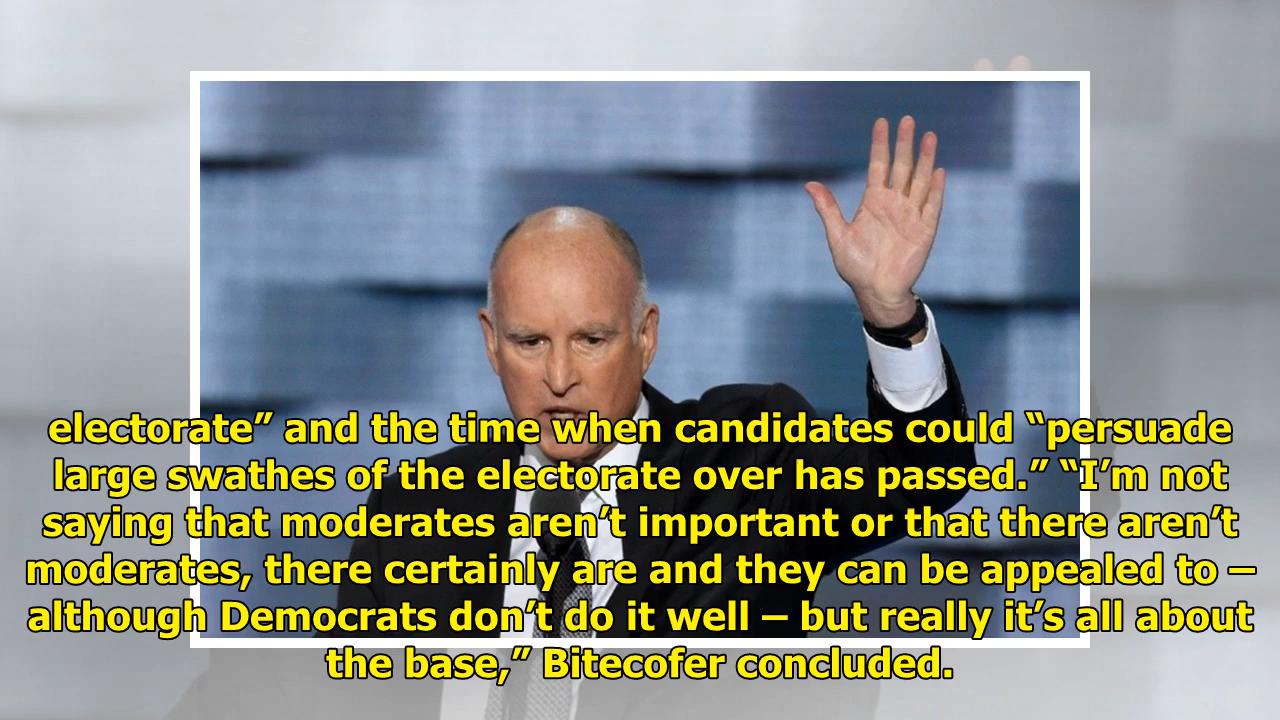 electorate” and the time when candidates could “persuade
large swathes of the electorate over has passed.” “I’m not
saying that moderates aren’t important or that there aren’t
moderates, there certainly are and they can be appealed to –
although Democrats don’t do it well – but really it’s all about
the base,” Bitecofer concluded.